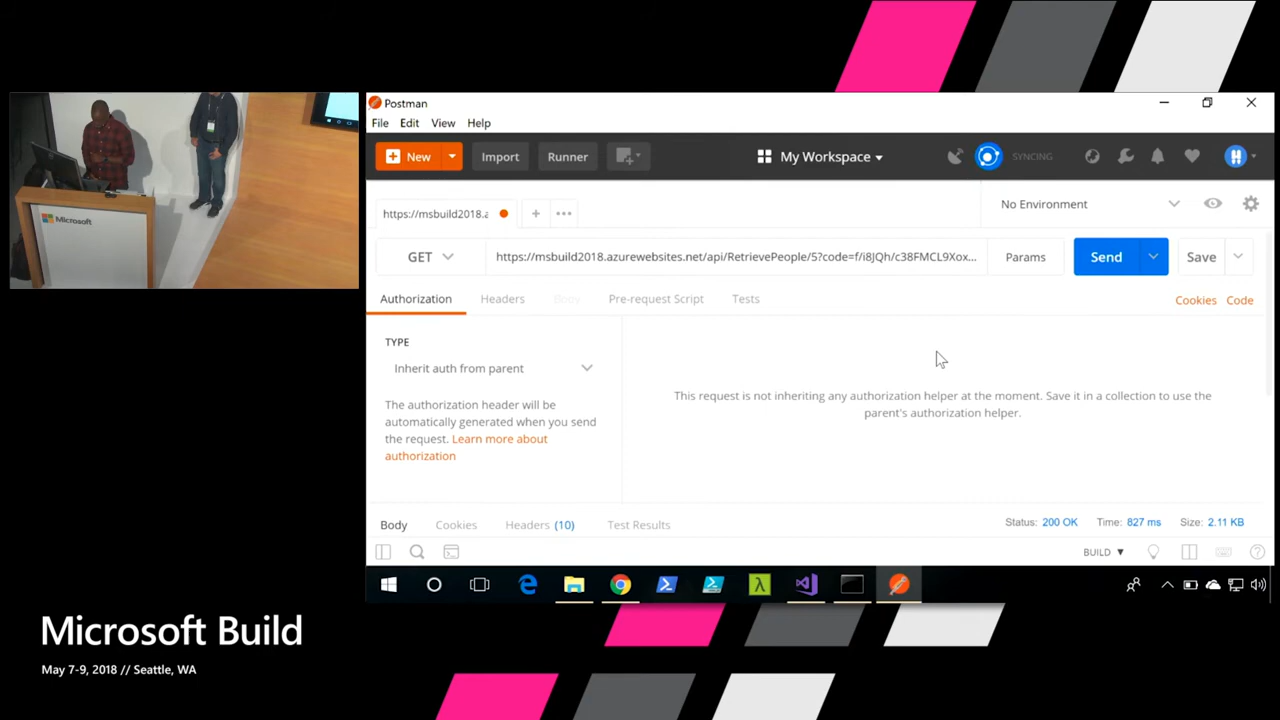 Microsoft
Postman
File Edit View Help
New Import Runner My Workspace SYNCING
https://msbuild2018.a No Environment
GET https://msbuild2018.azurewebsites.net/api/RetrievePeople/5?code=f/i8JQh/c38FMCL9Xox... Params Send Save
Authorization Headers Body Pre-request Script Tests Cookies Code
TYPE
Inherit auth from parent
The authorization header will be
automatically generated when you send
the request. Learn more about
authorization
This request is not inheriting any authorization helper at the moment. Save it in a collection to use the
parent's authorization helper.
Body Cookies Headers (10) Test Results Status: 200 OK Time: 827 ms Size: 2.11 KB
BUILD
Microsoft Build
May 7-9, 2018 // Seattle, WA